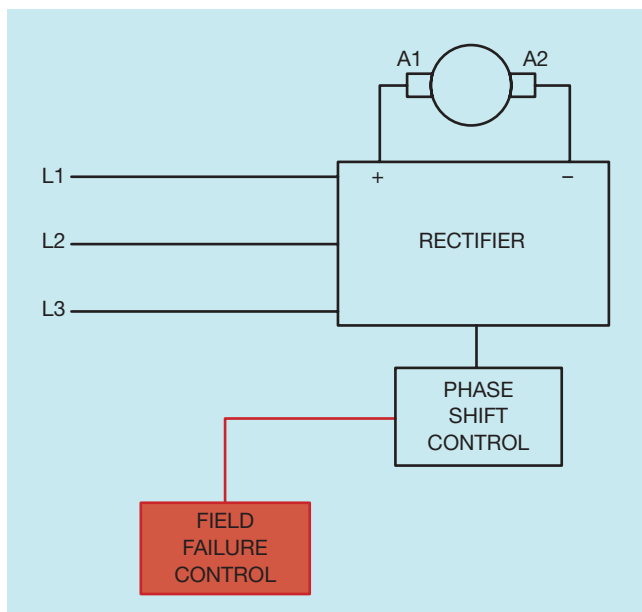 A1 A2
L1
+ −
L2
RECTIFIER
L3
PHASE
SHIFT
CONTROL
FIELD
FAILURE
CONTROL